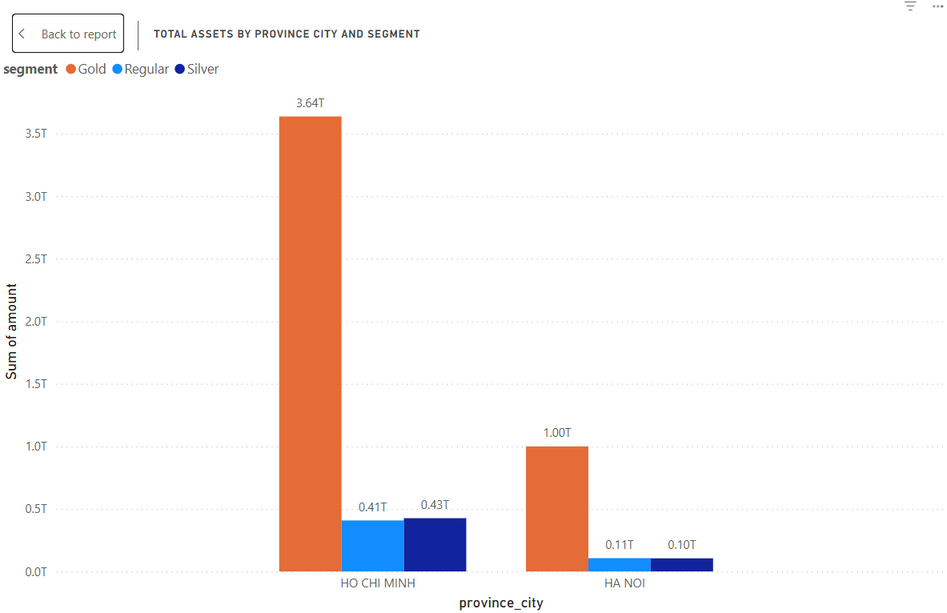 Back to report
TOTAL ASSETS BY PROVINCE CITY AND SEGMENT
segment Gold Regular Silver
3.64T
3.5T
3.0T
2.5T
2.0T
1.5T
1.00T
1.0T
0.41T 0.43T
0.5T
0.11T 0.10T
0.0T
Sum of amount
HO CHI MINH HA NOI
province_city